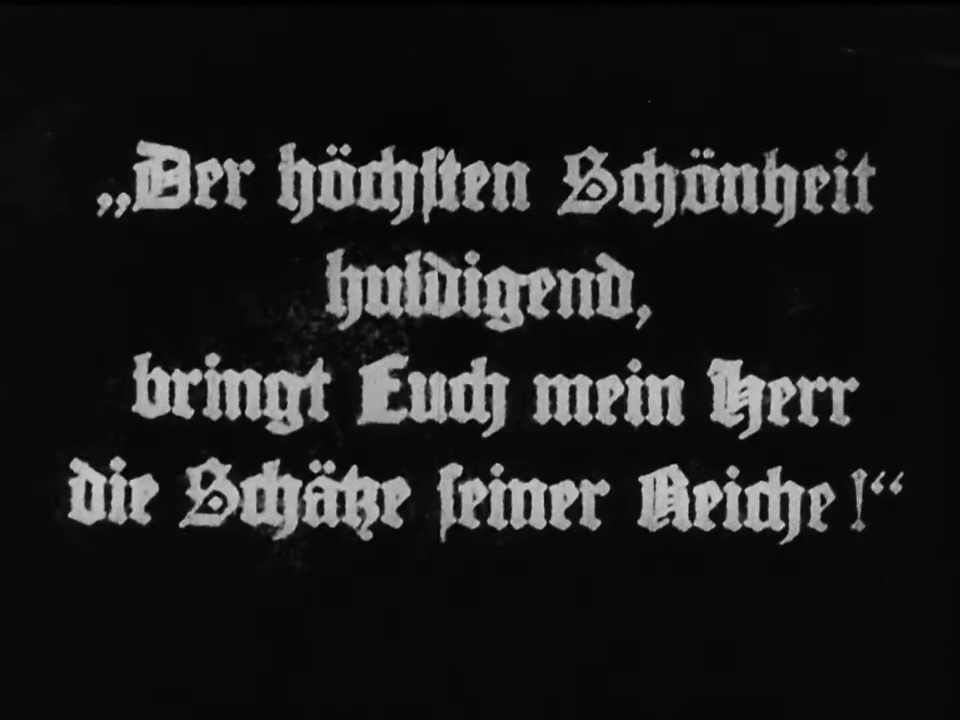 „Der höchſten Schönheit
huldigend,
bringt Euch mein Herr
die Schätze ſeiner Reiche!“